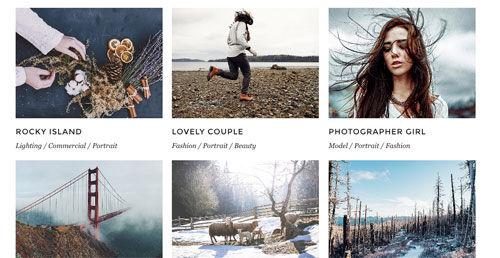 ROCKY ISLAND
Lighting / Commercial / Portrait
LOVELY COUPLE
Fashion / Portrait / Beauty
PHOTOGRAPHER GIRL
Model / Portrait / Fashion